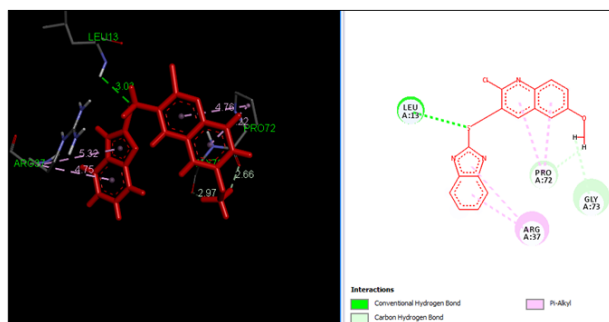 LEU13
3.07
4.76
PRO72
ARG37
5.32
4.75
2.97
2.66
Cl
N
O
H
LEU
A:13
N
N
PRO
A:72
GLY
A:73
ARG
A:37
Interactions
Conventional Hydrogen Bond
Carbon Hydrogen Bond
Pi-Alkyl